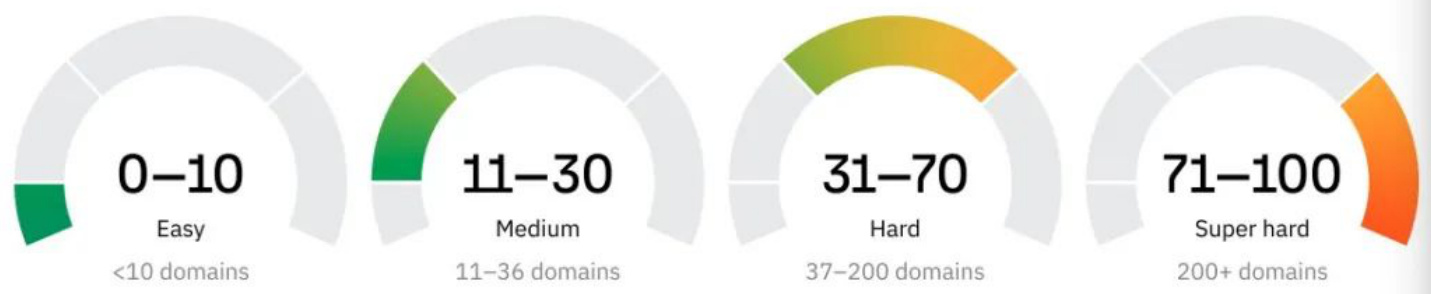 0–10
Easy
<10 domains
11–30
Medium
11–36 domains
31–70
Hard
37–200 domains
71–100
Super hard
200+ domains